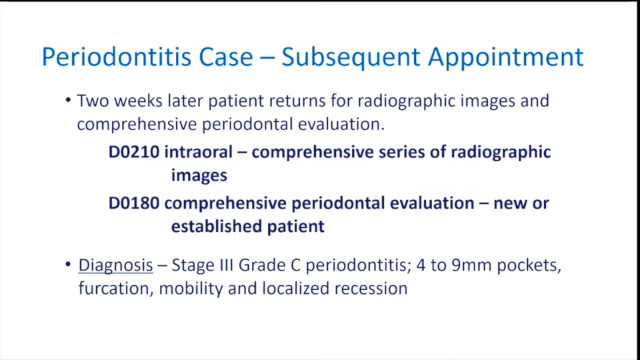 Periodontitis Case – Subsequent Appointment
• Two weeks later patient returns for radiographic images and
comprehensive periodontal evaluation.
D0210 intraoral – comprehensive series of radiographic
images
D0180 comprehensive periodontal evaluation – new or
established patient
• Diagnosis – Stage III Grade C periodontitis; 4 to 9mm pockets,
furcation, mobility and localized recession